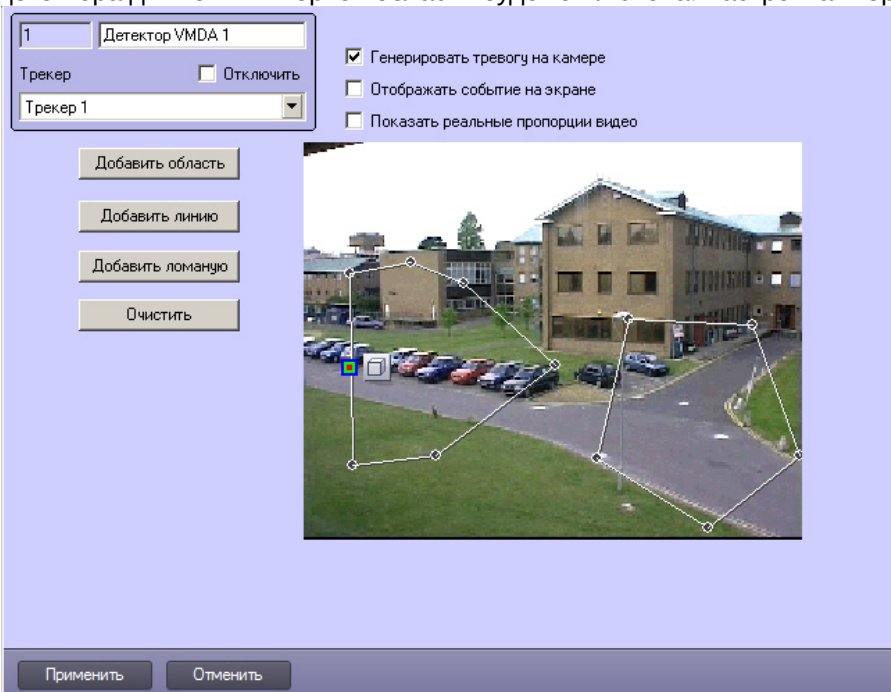 1
Детектор VMDA 1
Трекер
Отключить
Трекер 1
Генерировать тревогу на камере
Отображать событие на экране
Показать реальные пропорции видео
Добавить область
Добавить линию
Добавить ломаную
Очистить
Применить
Отменить